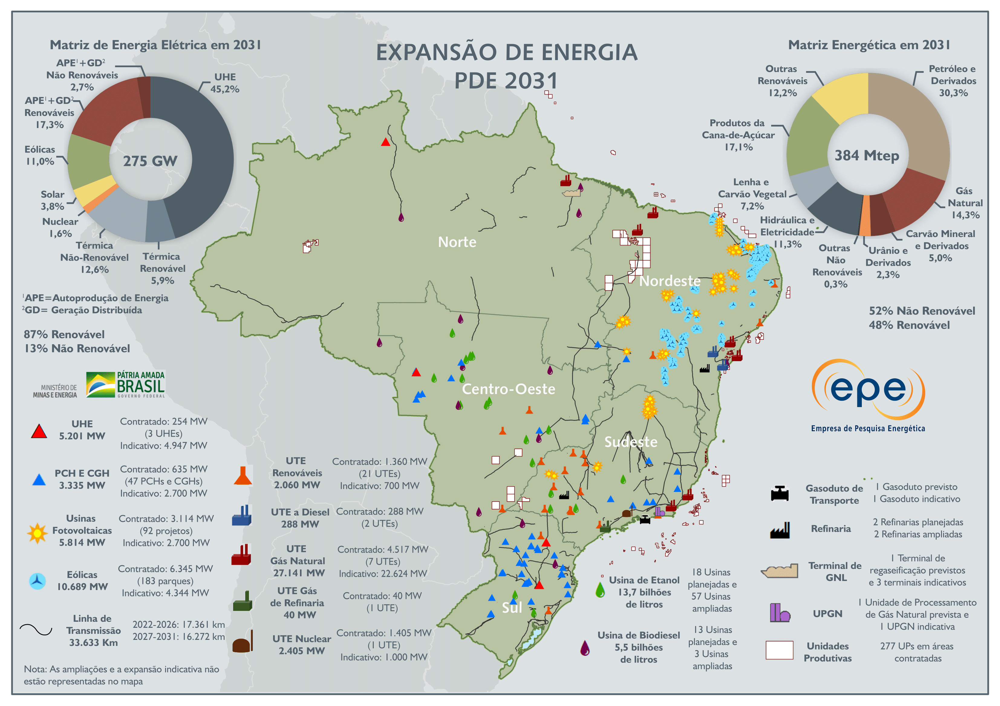 EXPANSÃO DE ENERGIA
PDE 2031
Matriz de Energia Elétrica em 2031
APE¹+GD²
Não Renováveis
2,7%
UHE
45,2%
APE¹+GD²
Renováveis
17,3%
Eólicas
11,0%
275 GW
Solar
3,8%
Nuclear
1,6%
Térmica
Não-Renovável
12,6%
Térmica
Renovável
5,9%
¹APE=Autoprodução de Energia
²GD= Geração Distribuída
87% Renovável
13% Não Renovável
Matriz Energética em 2031
Outras
Renováveis
12,2%
Petróleo e
Derivados
30,3%
Produtos da
Cana-de-Açúcar
17,1%
384 Mtep
Lenha e
Carvão Vegetal
7,2%
Gás
Natural
14,3%
Hidráulica e
Eletricidade
11,3%
Outras
Não
Renováveis
0,3%
Urânio e
Derivados
2,3%
Carvão Mineral
e Derivados
5,0%
52% Não Renovável
48% Renovável
Norte
Nordeste
Centro-Oeste
Sudeste
Sul
MINISTÉRIO DE
MINAS E ENERGIA
PÁTRIA AMADA
BRASIL
GOVERNO FEDERAL
epe
Empresa de Pesquisa Energética
UHE
5.201 MW
Contratado: 254 MW
(3 UHEs)
Indicativo: 4.947 MW
PCH E CGH
3.335 MW
Contratado: 635 MW
(47 PCHs e CGHs)
Indicativo: 2.700 MW
Usinas
Fotovoltaicas
5.814 MW
Contratado: 3.114 MW
(92 projetos)
Indicativo: 2.700 MW
Eólicas
10.689 MW
Contratado: 6.345 MW
(183 parques)
Indicativo: 4.344 MW
Linha de
Transmissão
33.633 Km
2022-2026: 17.361 km
2027-2031: 16.272 km
Nota: As ampliações e a expansão indicativa não
estão representadas no mapa
UTE
Renováveis
2.060 MW
Contratado: 1.360 MW
(21 UTEs)
Indicativo: 700 MW
UTE a Diesel
288 MW
Contratado: 288 MW
(2 UTEs)
UTE
Gás Natural
27.141 MW
Contratado: 4.517 MW
(7 UTEs)
Indicativo: 22.624 MW
UTE Gás
de Refinaria
40 MW
Contratado: 40 MW
(1 UTE)
UTE Nuclear
2.405 MW
Contratado: 1.405 MW
(1 UTE)
Indicativo: 1.000 MW
Usina de Etanol
13,7 bilhões
de litros
18 Usinas
planejadas e
57 Usinas
ampliadas
Usina de Biodiesel
5,5 bilhões
de litros
13 Usinas
planejadas e
3 Usinas
ampliadas
Gasoduto de
Transporte
1 Gasoduto previsto
1 Gasoduto indicativo
Refinaria
2 Refinarias planejadas
2 Refinarias ampliadas
Terminal de
GNL
1 Terminal de
regaseificação previstos
e 3 terminais indicativos
UPGN
1 Unidade de Processamento
de Gás Natural prevista e
1 UPGN indicativa
Unidades
Produtivas
277 UPs em áreas
contratadas